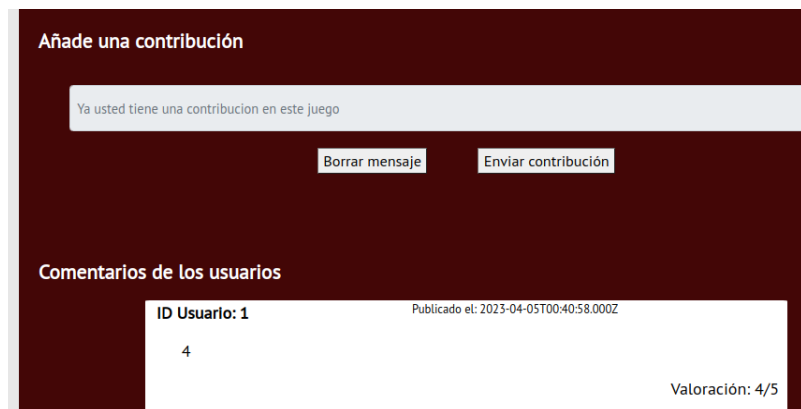 Añade una contribución
Ya usted tiene una contribucion en este juego
Borrar mensaje Enviar contribución
Comentarios de los usuarios
ID Usuario: 1 Publicado el: 2023-04-05T00:40:58.000Z
4
Valoración: 4/5